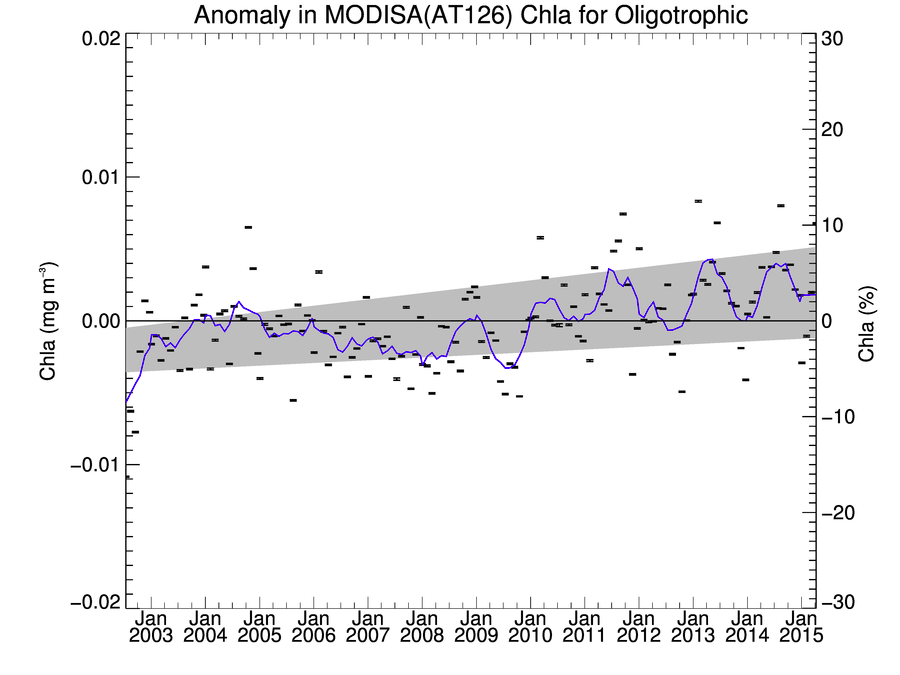 Anomaly in MODISA(AT126) Chla for Oligotrophic
0.02
0.01
0.00
−0.01
−0.02
Chla (mg m⁻³)
30
20
10
0
−10
−20
−30
Chla (%)
Jan Jan Jan Jan Jan Jan Jan Jan Jan Jan Jan Jan Jan
2003 2004 2005 2006 2007 2008 2009 2010 2011 2012 2013 2014 2015